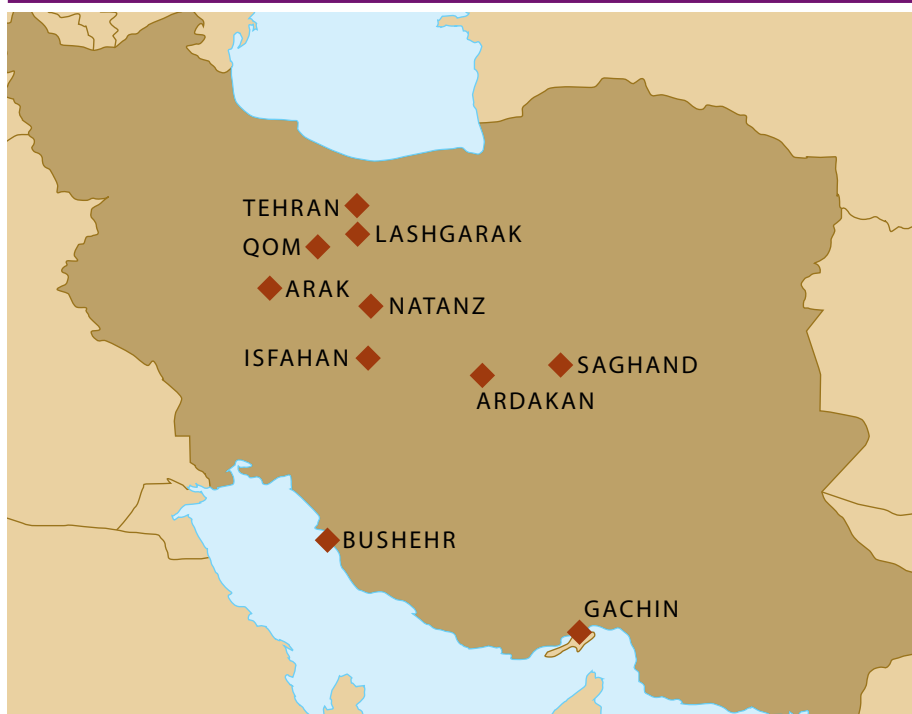 TEHRAN
LASHGARAK
QOM
ARAK
NATANZ
ISFAHAN
SAGHAND
ARDAKAN
BUSHEHR
GACHIN